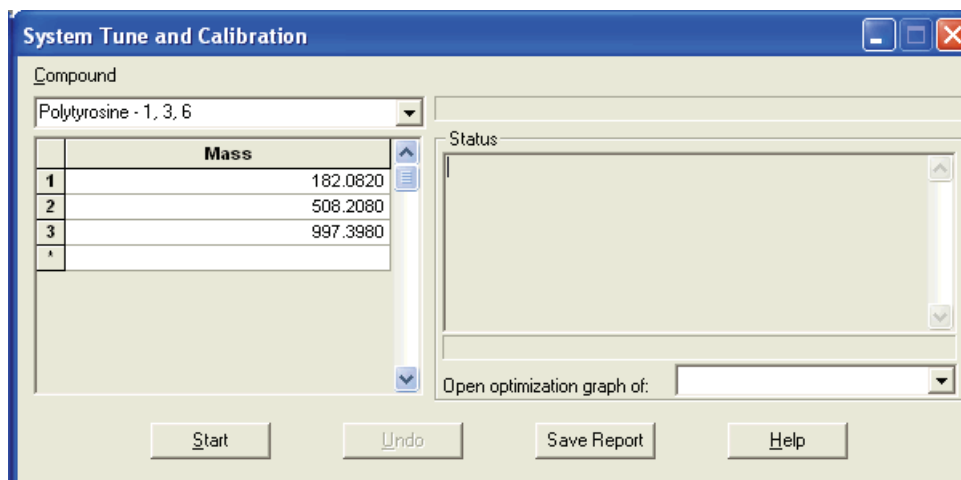 System Tune and Calibration
Compound
Polytyrosine - 1, 3, 6
Mass
1 182.0820
2 508.2080
3 997.3980
*
Status
Open optimization graph of:
Start Undo Save Report Help